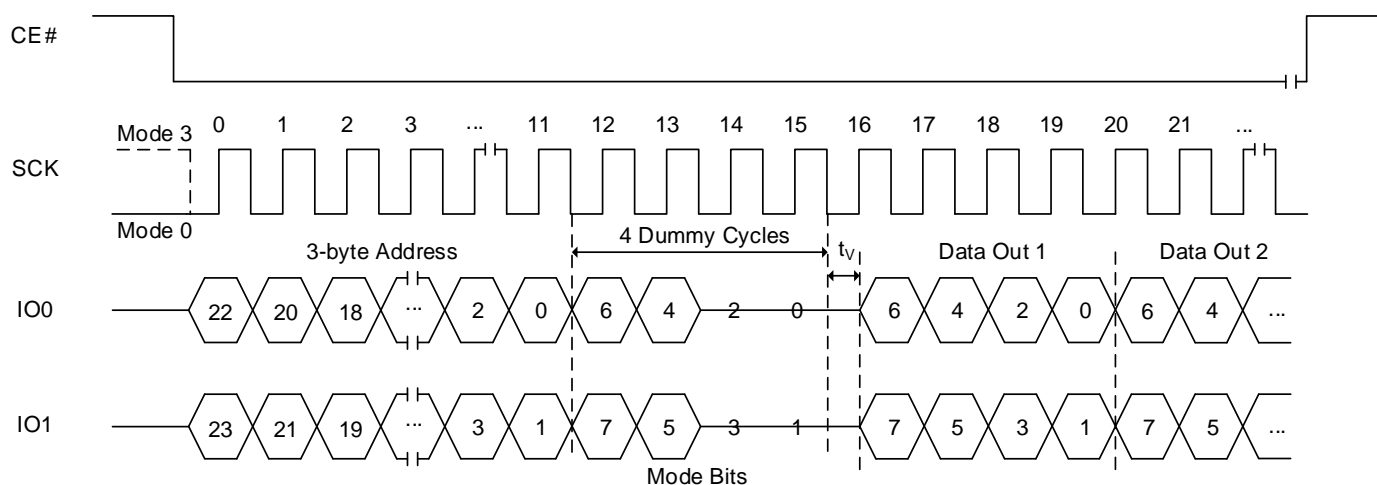 CE#
Mode 3
0 1 2 3 ... 11 12 13 14 15 16 17 18 19 20 21 ...
SCK
Mode 0
3-byte Address 4 Dummy Cycles tV Data Out 1 Data Out 2
IO0 22 20 18 ... 2 0 6 4 2 0 6 4 2 0 6 4 ...
IO1 23 21 19 ... 3 1 7 5 3 1 7 5 3 1 7 5 ...
Mode Bits